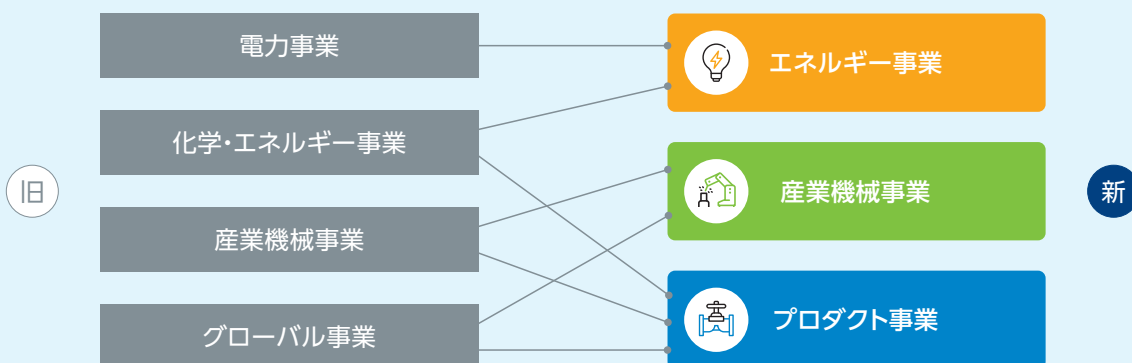 旧
電力事業
化学・エネルギー事業
産業機械事業
グローバル事業
エネルギー事業
産業機械事業
プロダクト事業
新